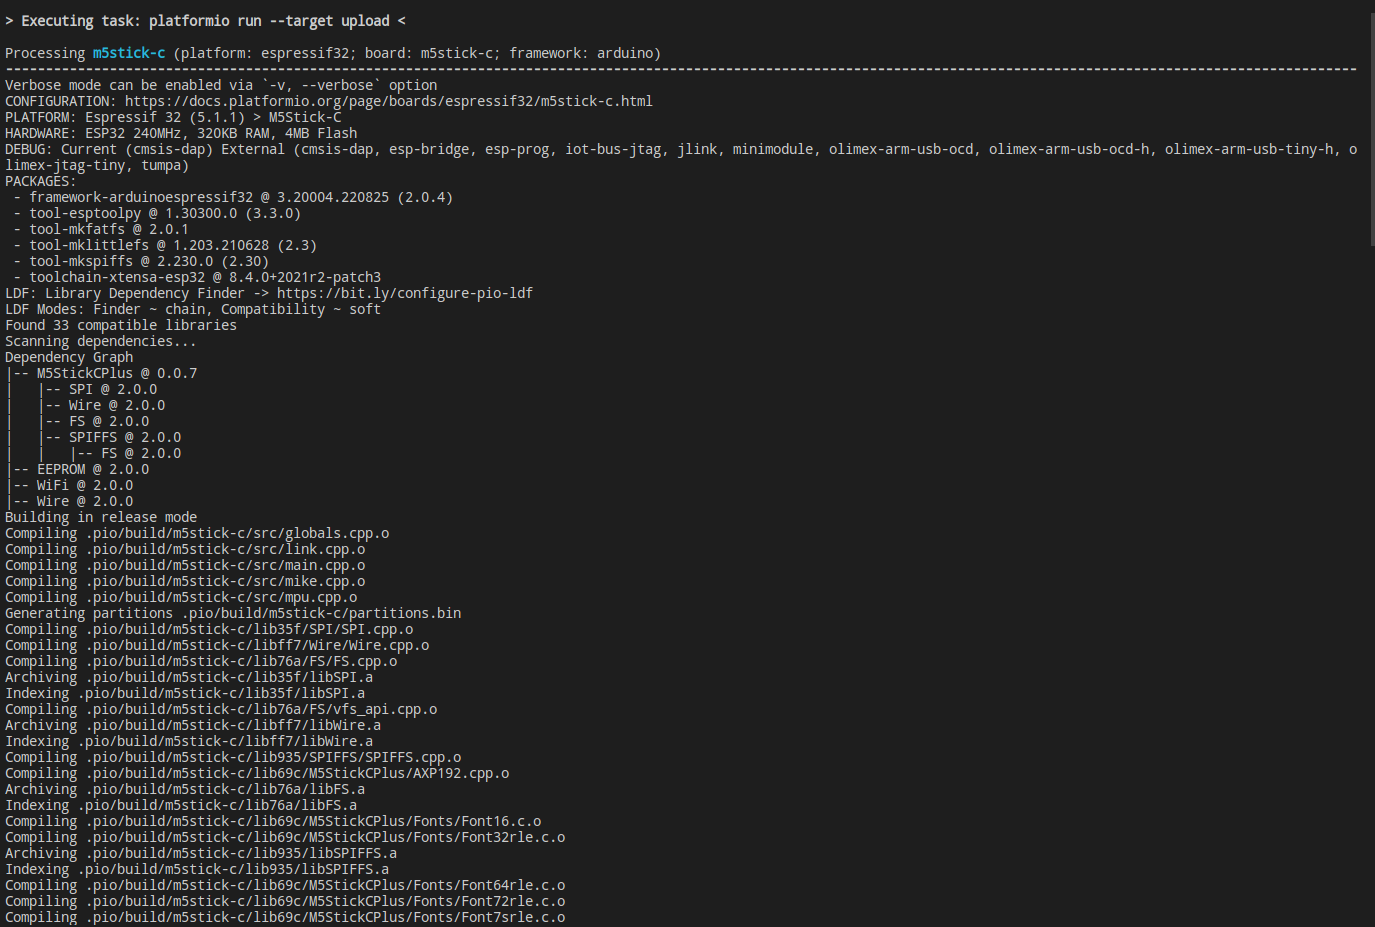 > Executing task: platformio run --target upload <
Processing m5stick-c (platform: espressif32; board: m5stick-c; framework: arduino)
-------------------------------------------------------------------------------------------------------------------------------------------------------------------------
Verbose mode can be enabled via `-v, --verbose` option
CONFIGURATION: https://docs.platformio.org/page/boards/espressif32/m5stick-c.html
PLATFORM: Espressif 32 (5.1.1) > M5Stick-C
HARDWARE: ESP32 240MHz, 320KB RAM, 4MB Flash
DEBUG: Current (cmsis-dap) External (cmsis-dap, esp-bridge, esp-prog, iot-bus-jtag, jlink, minimodule, olimex-arm-usb-ocd, olimex-arm-usb-ocd-h, olimex-arm-usb-tiny-h, o
limex-jtag-tiny, tumpa)
PACKAGES:
 - framework-arduinoespressif32 @ 3.20004.220825 (2.0.4)
 - tool-esptoolpy @ 1.30300.0 (3.3.0)
 - tool-mkfatfs @ 2.0.1
 - tool-mklittlefs @ 1.203.210628 (2.3)
 - tool-mkspiffs @ 2.230.0 (2.30)
 - toolchain-xtensa-esp32 @ 8.4.0+2021r2-patch3
LDF: Library Dependency Finder -> https://bit.ly/configure-pio-ldf
LDF Modes: Finder ~ chain, Compatibility ~ soft
Found 33 compatible libraries
Scanning dependencies...
Dependency Graph
|-- M5StickCPlus @ 0.0.7
|   |-- SPI @ 2.0.0
|   |-- Wire @ 2.0.0
|   |-- FS @ 2.0.0
|   |-- SPIFFS @ 2.0.0
|   |   |-- FS @ 2.0.0
|-- EEPROM @ 2.0.0
|-- WiFi @ 2.0.0
|-- Wire @ 2.0.0
Building in release mode
Compiling .pio/build/m5stick-c/src/globals.cpp.o
Compiling .pio/build/m5stick-c/src/link.cpp.o
Compiling .pio/build/m5stick-c/src/main.cpp.o
Compiling .pio/build/m5stick-c/src/mike.cpp.o
Compiling .pio/build/m5stick-c/src/mpu.cpp.o
Generating partitions .pio/build/m5stick-c/partitions.bin
Compiling .pio/build/m5stick-c/lib35f/SPI/SPI.cpp.o
Compiling .pio/build/m5stick-c/libff7/Wire/Wire.cpp.o
Compiling .pio/build/m5stick-c/lib76a/FS/FS.cpp.o
Archiving .pio/build/m5stick-c/lib35f/libSPI.a
Indexing .pio/build/m5stick-c/lib35f/libSPI.a
Compiling .pio/build/m5stick-c/lib76a/FS/vfs_api.cpp.o
Archiving .pio/build/m5stick-c/libff7/libWire.a
Indexing .pio/build/m5stick-c/libff7/libWire.a
Compiling .pio/build/m5stick-c/lib935/SPIFFS/SPIFFS.cpp.o
Compiling .pio/build/m5stick-c/lib69c/M5StickCPlus/AXP192.cpp.o
Archiving .pio/build/m5stick-c/lib76a/libFS.a
Indexing .pio/build/m5stick-c/lib76a/libFS.a
Compiling .pio/build/m5stick-c/lib69c/M5StickCPlus/Fonts/Font16.c.o
Compiling .pio/build/m5stick-c/lib69c/M5StickCPlus/Fonts/Font32rle.c.o
Archiving .pio/build/m5stick-c/lib935/libSPIFFS.a
Indexing .pio/build/m5stick-c/lib935/libSPIFFS.a
Compiling .pio/build/m5stick-c/lib69c/M5StickCPlus/Fonts/Font64rle.c.o
Compiling .pio/build/m5stick-c/lib69c/M5StickCPlus/Fonts/Font72rle.c.o
Compiling .pio/build/m5stick-c/lib69c/M5StickCPlus/Fonts/Font7srle.c.o